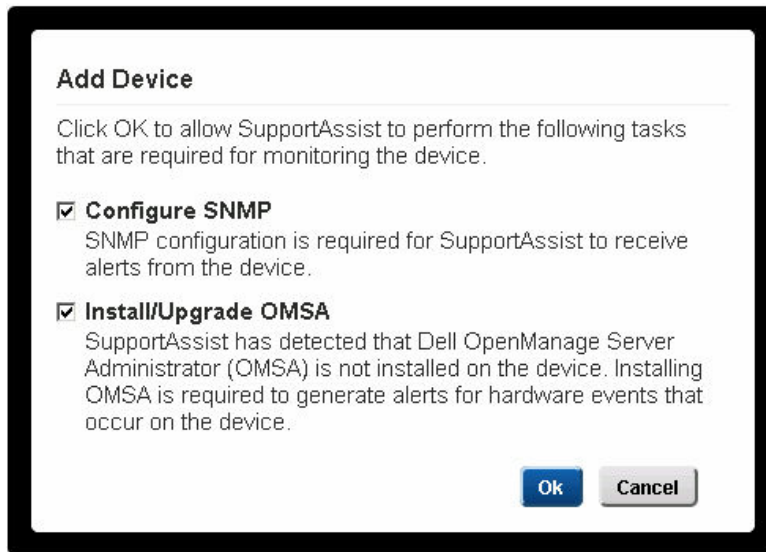 Add Device
Click OK to allow SupportAssist to perform the following tasks
that are required for monitoring the device.
Configure SNMP
SNMP configuration is required for SupportAssist to receive
alerts from the device.
Install/Upgrade OMSA
SupportAssist has detected that Dell OpenManage Server
Administrator (OMSA) is not installed on the device. Installing
OMSA is required to generate alerts for hardware events that
occur on the device.
Ok Cancel